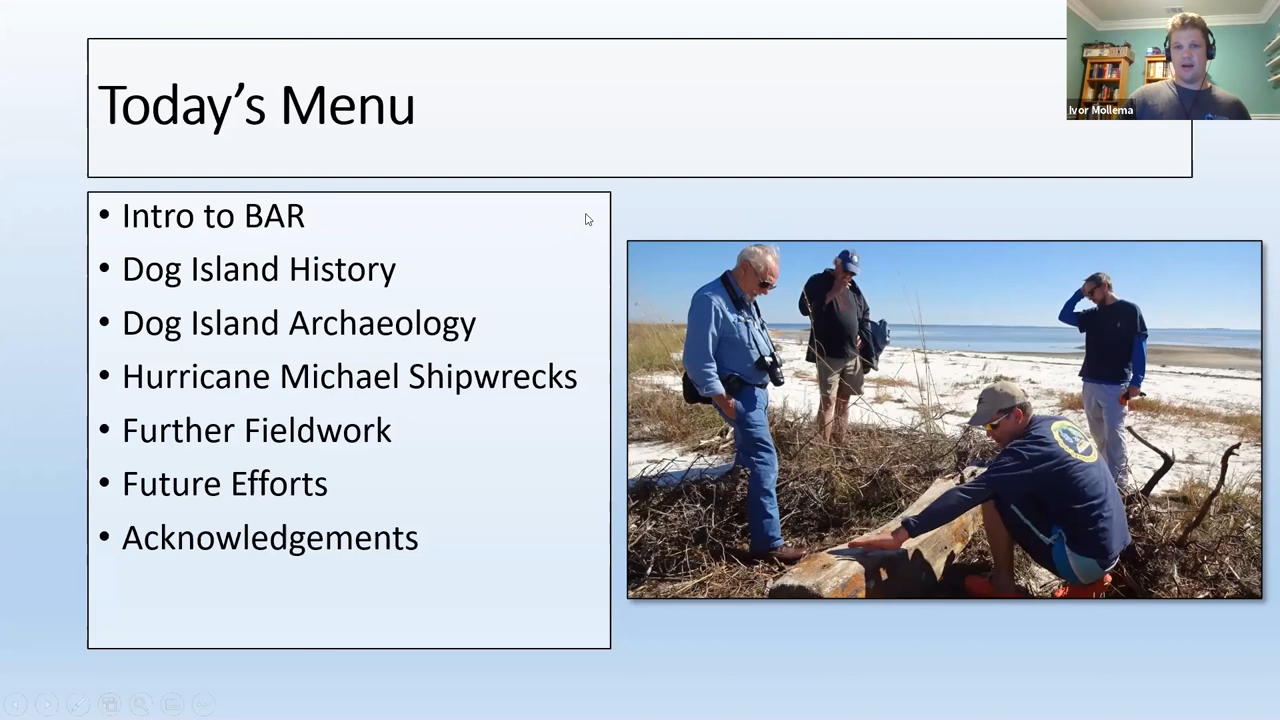 Today's Menu
Ivor Mollema
• Intro to BAR
• Dog Island History
• Dog Island Archaeology
• Hurricane Michael Shipwrecks
• Further Fieldwork
• Future Efforts
• Acknowledgements